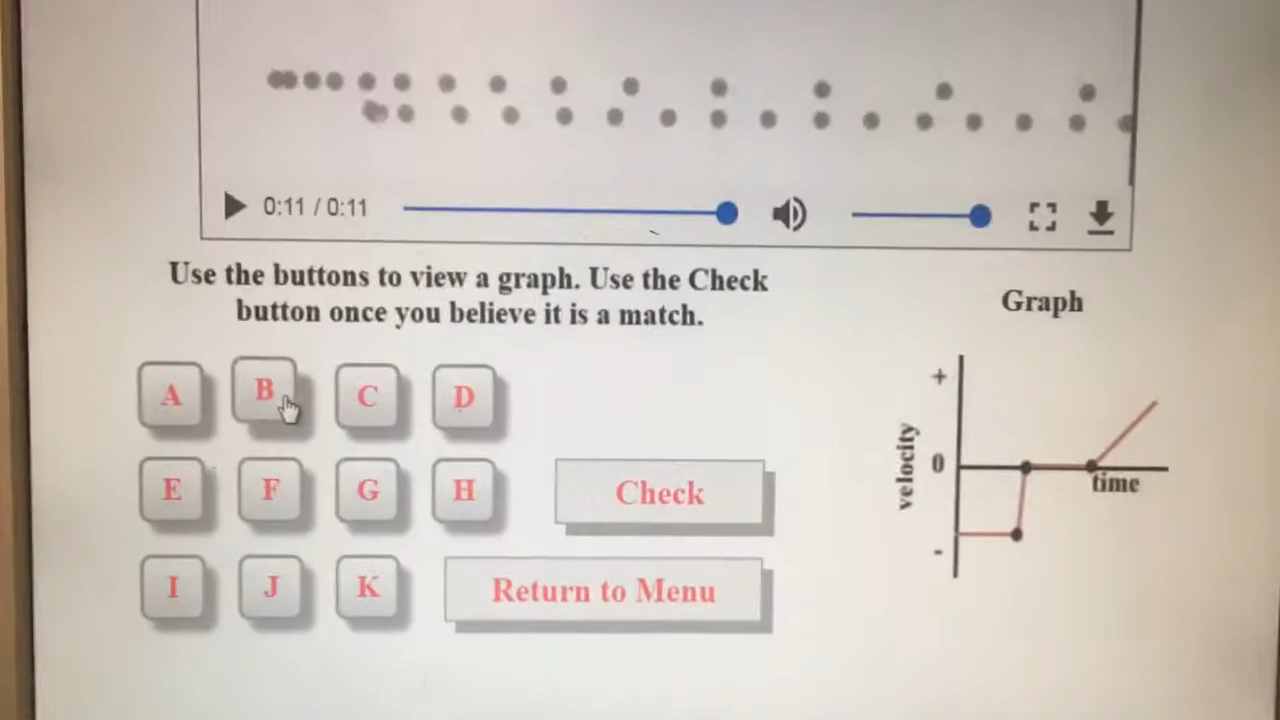 0:11 / 0:11
Use the buttons to view a graph. Use the Check
button once you believe it is a match.
Graph
A B C D
E F G H
Check
I J K
Return to Menu
+
velocity
0
time
-